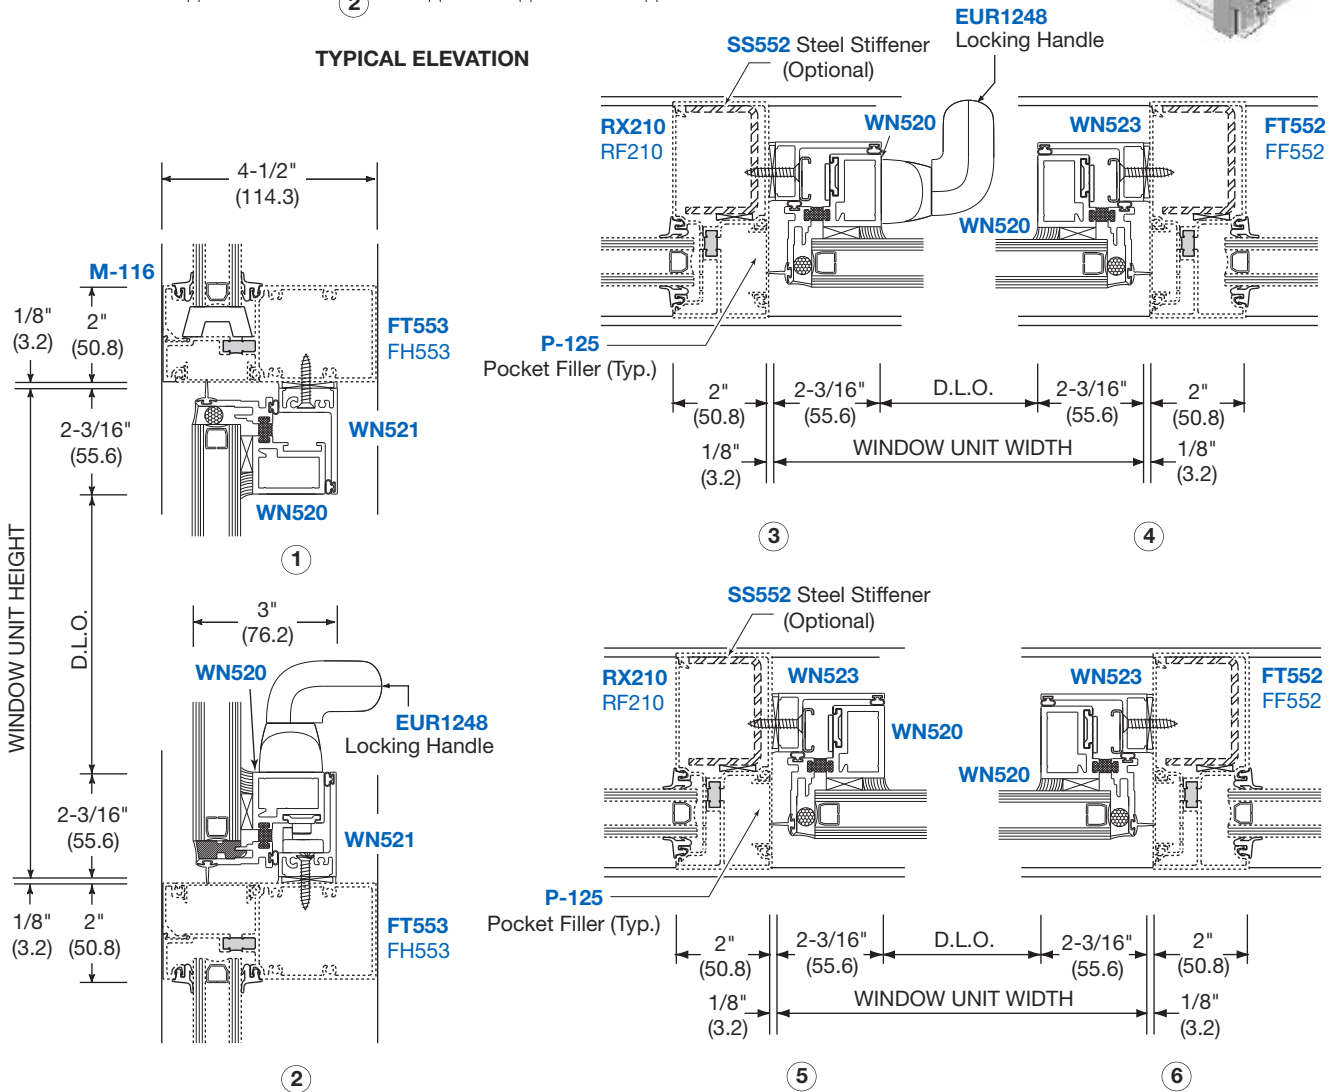 2
TYPICAL ELEVATION
4-1/2"
(114.3)
M-116
1/8"
(3.2)
2"
(50.8)
FT553
FH553
2-3/16"
(55.6)
WN521
WN520
1
WINDOW UNIT HEIGHT
D.L.O.
3"
(76.2)
WN520
EUR1248
Locking Handle
2-3/16"
(55.6)
WN521
1/8"
(3.2)
2"
(50.8)
FT553
FH553
2
EUR1248
Locking Handle
SS552 Steel Stiffener
(Optional)
RX210
RF210
WN520
WN523
FT552
FF552
WN520
P-125
Pocket Filler (Typ.)
2"
(50.8)
2-3/16"
(55.6)
D.L.O.
2-3/16"
(55.6)
2"
(50.8)
1/8"
(3.2)
WINDOW UNIT WIDTH
1/8"
(3.2)
3
4
SS552 Steel Stiffener
(Optional)
RX210
RF210
WN523
WN523
FT552
FF552
WN520
WN520
P-125
Pocket Filler (Typ.)
2"
(50.8)
2-3/16"
(55.6)
D.L.O.
2-3/16"
(55.6)
2"
(50.8)
1/8"
(3.2)
WINDOW UNIT WIDTH
1/8"
(3.2)
5
6